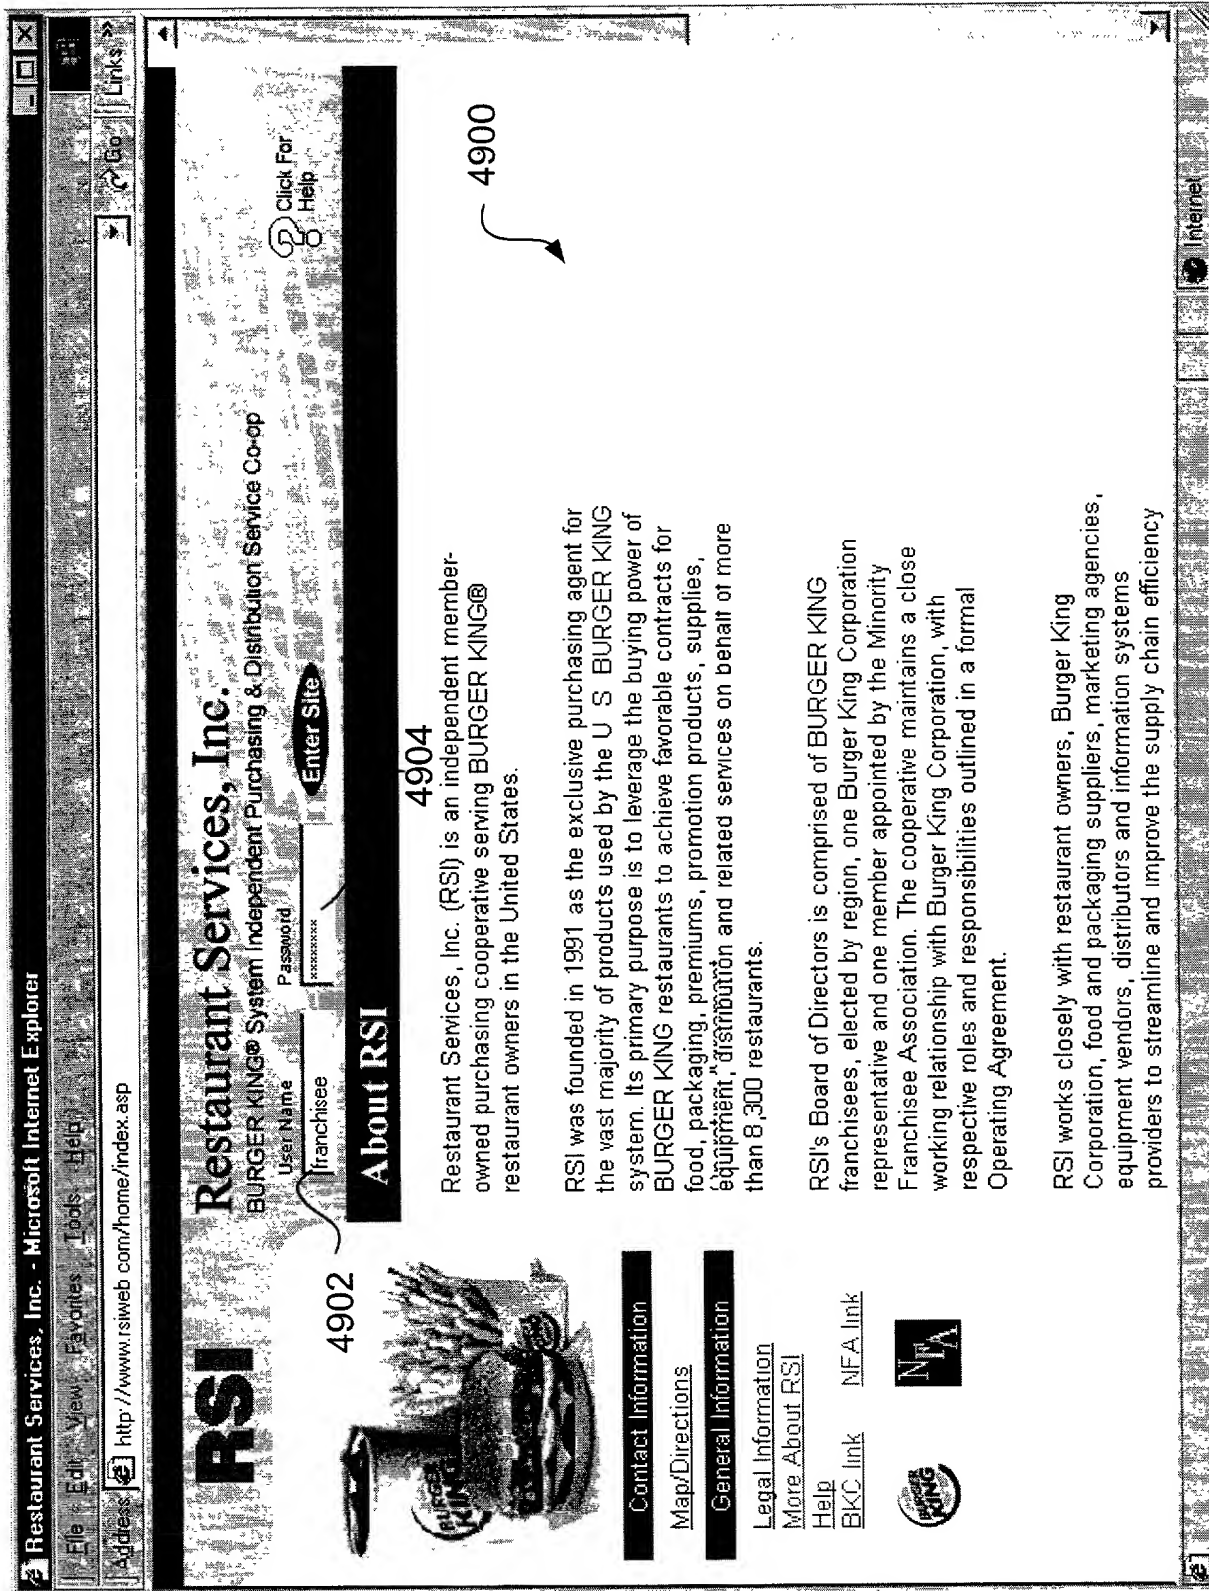 Restaurant Services, Inc. - Microsoft Internet Explorer
File Edit View Favorites Tools Help
Address http://www.rsiweb com/home/index.asp Go Links »
RSI
Restaurant Services, Inc.
BURGER KING® System Independent Purchasing & Distribution Service Co-op
User Name Password
franchisee xxxxxxxxx Enter Site Click For
Help
4902
4904
4900
About RSI
BURGER
KING
Contact Information
Map/Directions
General Information
Legal Information
More About RSI
Help
BKC link NFA link
BURGER
KING
NFA
Restaurant Services, Inc. (RSI) is an independent member-
owned purchasing cooperative serving BURGER KING®
restaurant owners in the United States.
RSI was founded in 1991 as the exclusive purchasing agent for
the vast majority of products used by the U S BURGER KING
system. Its primary purpose is to leverage the buying power of
BURGER KING restaurants to achieve favorable contracts for
food, packaging, premiums, promotion products, supplies,
equipment, distribution and related services on behalf of more
than 8,300 restaurants.
RSI's Board of Directors is comprised of BURGER KING
franchisees, elected by region, one Burger King Corporation
representative and one member appointed by the Minority
Franchisee Association. The cooperative maintains a close
working relationship with Burger King Corporation, with
respective roles and responsibilities outlined in a formal
Operating Agreement.
RSI works closely with restaurant owners, Burger King
Corporation, food and packaging suppliers, marketing agencies,
equipment vendors, distributors and information systems
providers to streamline and improve the supply chain efficiency
Internet